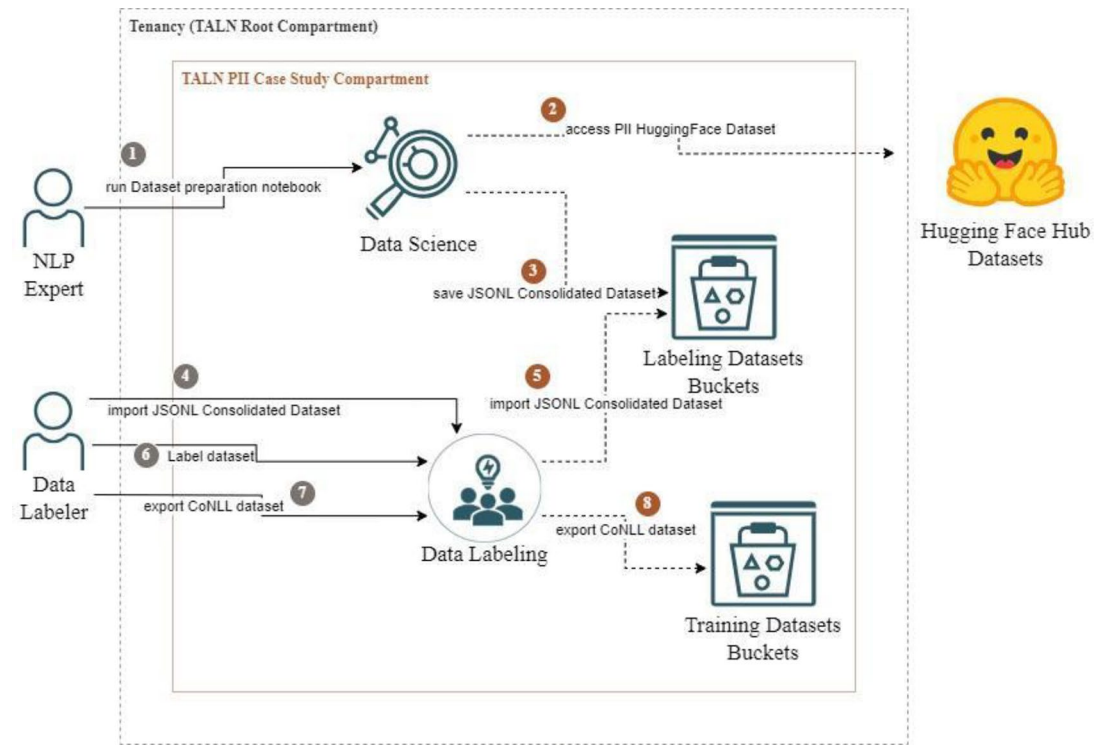 Tenancy (TALN Root Compartment)
TALN PII Case Study Compartment
2
access PII HuggingFace Dataset
1
run Dataset preparation notebook
NLP
Expert
Data Science
Hugging Face Hub
Datasets
3
save JSONL Consolidated Dataset
Labeling Datasets
Buckets
4
import JSONL Consolidated Dataset
5
import JSONL Consolidated Dataset
6
Label dataset
Data
Labeler
7
export CoNLL dataset
Data Labeling
8
export CoNLL dataset
Training Datasets
Buckets